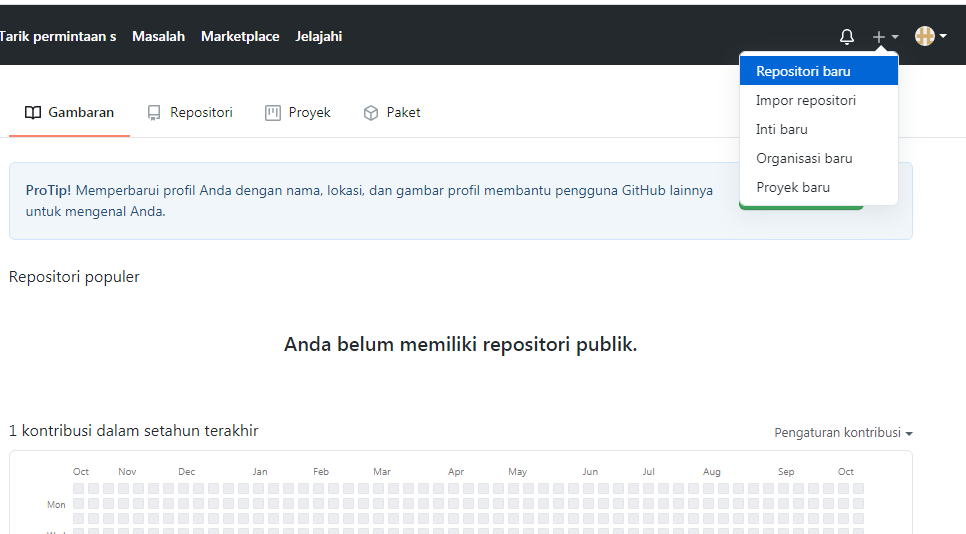 Tarik permintaan s Masalah Marketplace Jelajahi
Repositori baru
Impor repositori
Inti baru
Organisasi baru
Proyek baru
Gambaran Repositori Proyek Paket
ProTip! Memperbarui profil Anda dengan nama, lokasi, dan gambar profil membantu pengguna GitHub lainnya
untuk mengenal Anda.
Repositori populer
Anda belum memiliki repositori publik.
1 kontribusi dalam setahun terakhir
Pengaturan kontribusi
Oct Nov Dec Jan Feb Mar Apr May Jun Jul Aug Sep Oct
Mon